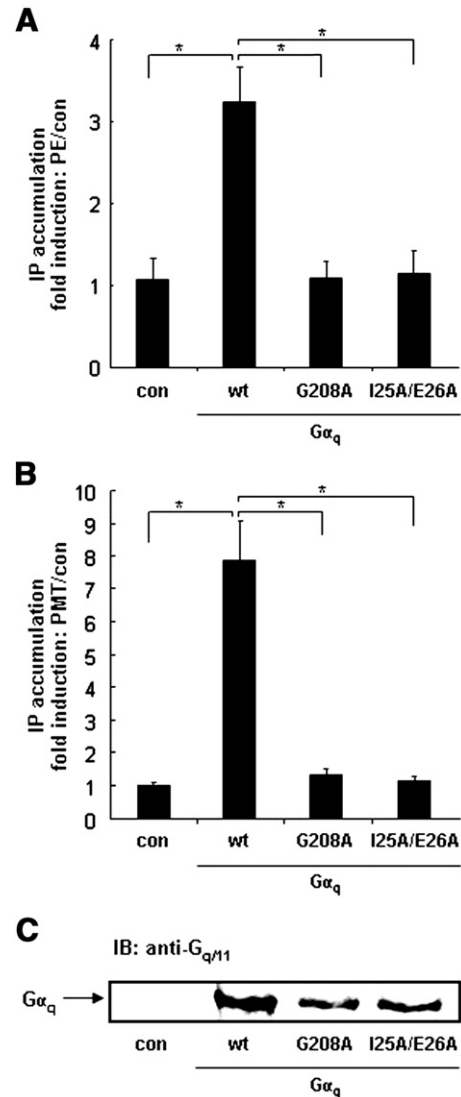 A
IP accumulation
fold induction: PE/con
4
3
2
1
0
* * *
con wt G208A I25A/E26A
Gαq
B
IP accumulation
fold induction: PMT/con
10
9
8
7
6
5
4
3
2
1
0
* * *
con wt G208A I25A/E26A
Gαq
C
IB: anti-Gq/11
Gαq
con wt G208A I25A/E26A
Gαq